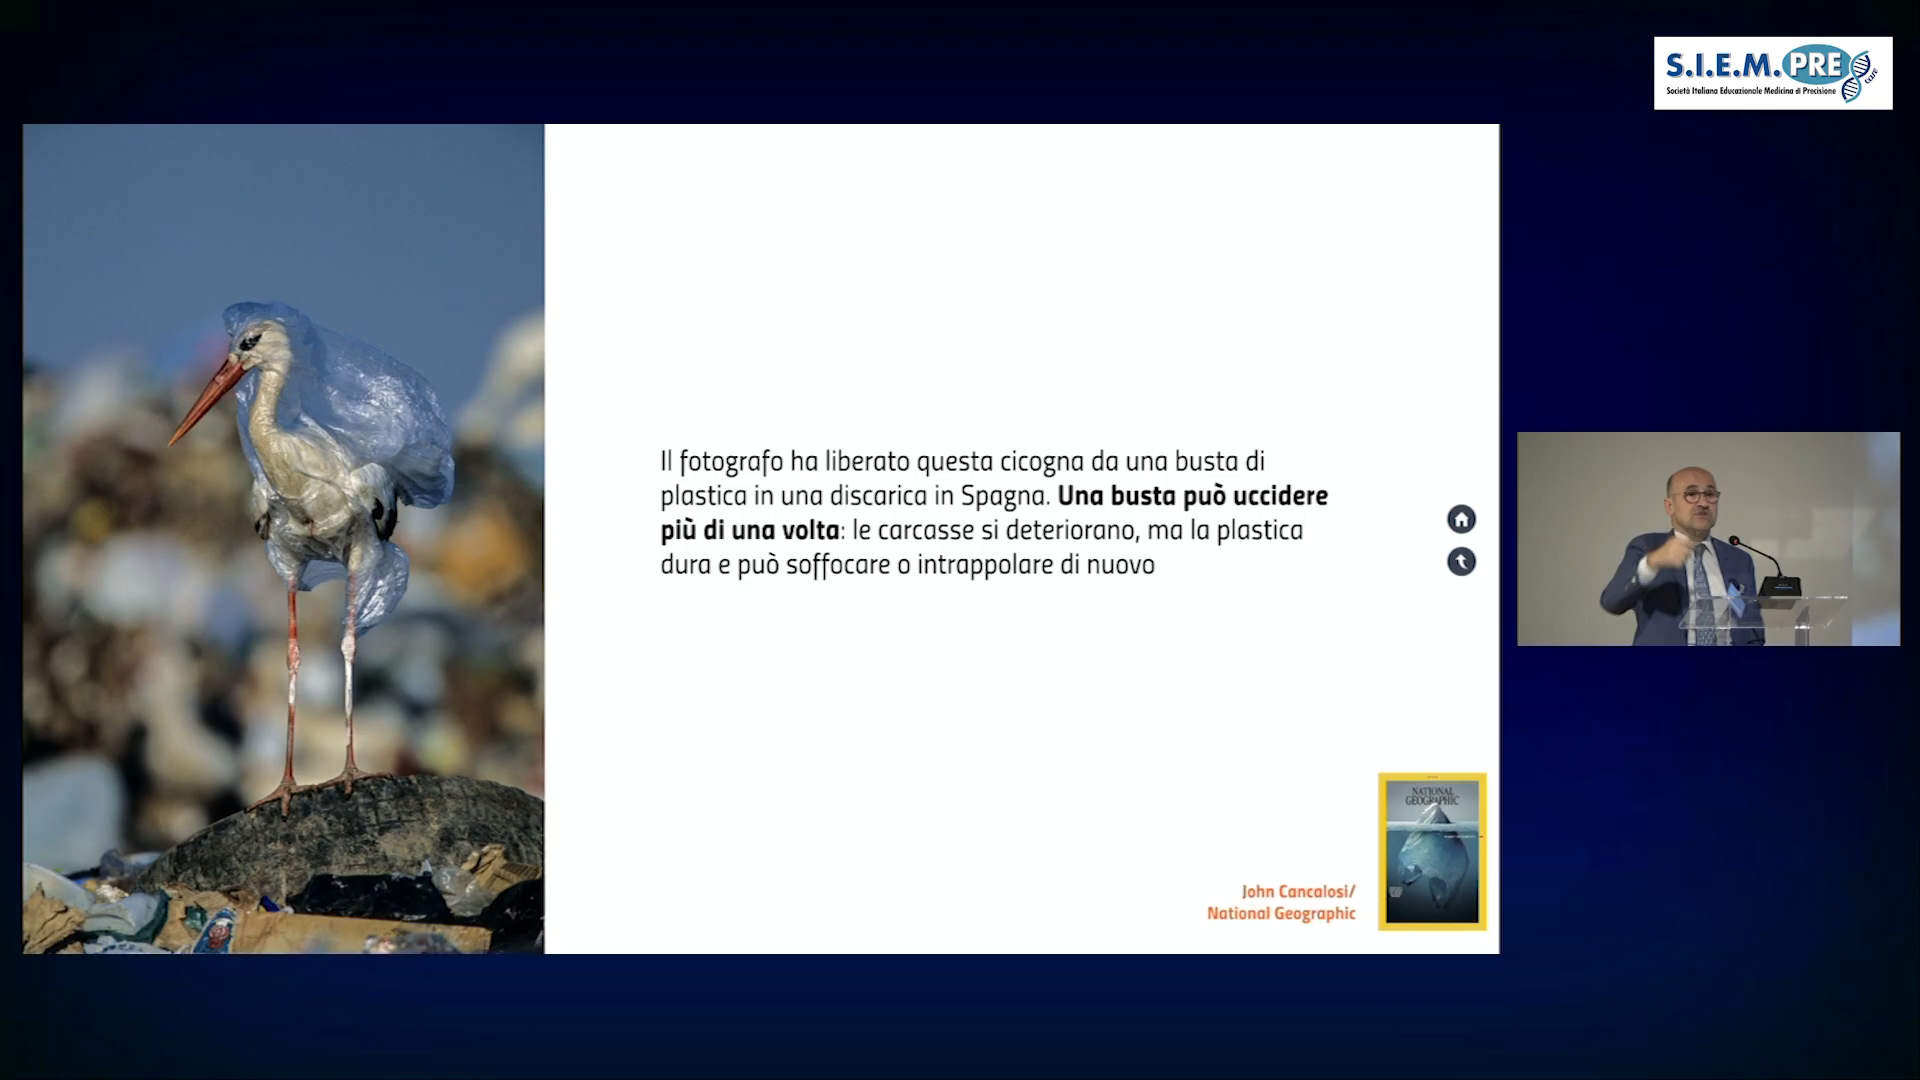 S.I.E.M.PRE
care
Società Italiana Educazionale Medicina di Precisione
Il fotografo ha liberato questa cicogna da una busta di
plastica in una discarica in Spagna. Una busta può uccidere
più di una volta: le carcasse si deteriorano, ma la plastica
dura e può soffocare o intrappolare di nuovo
John Cancalosi/
National Geographic
NATIONAL
GEOGRAPHIC